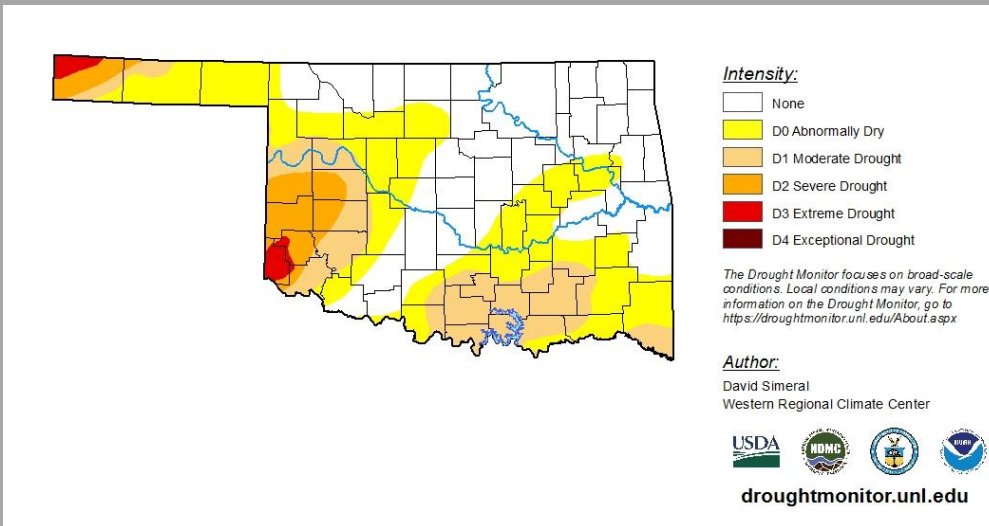 Intensity:
None
D0 Abnormally Dry
D1 Moderate Drought
D2 Severe Drought
D3 Extreme Drought
D4 Exceptional Drought
The Drought Monitor focuses on broad-scale
conditions. Local conditions may vary. For more
information on the Drought Monitor, go to
https://droughtmonitor.unl.edu/About.aspx
Author:
David Simeral
Western Regional Climate Center
USDA
NDMC
NOAA
droughtmonitor.unl.edu